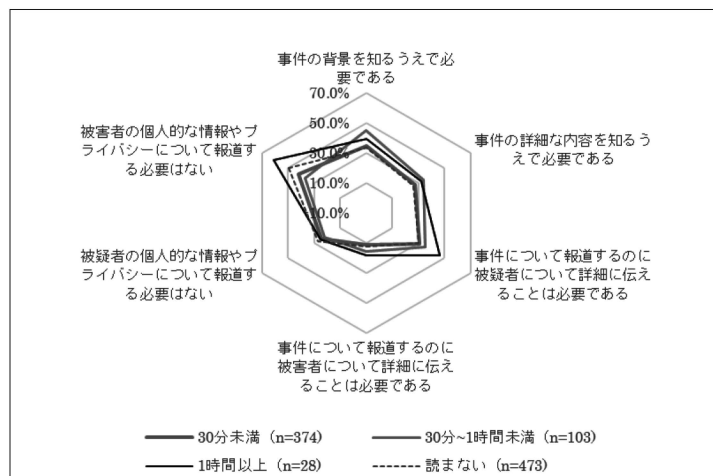 事件の背景を知るうえで必
要である
70.0%
50.0%
30.0%
10.0%
10.0%
事件の詳細な内容を知るう
えで必要である
事件について報道するのに
被疑者について詳細に伝え
ることは必要である
事件について報道するのに
被害者について詳細に伝え
ることは必要である
被疑者の個人的な情報やプ
ライバシーについて報道す
る必要はない
被害者の個人的な情報やプ
ライバシーについて報道す
る必要はない
30分未満（n=374）
30分~1時間未満（n=103）
1時間以上（n=28）
読まない（n=473）